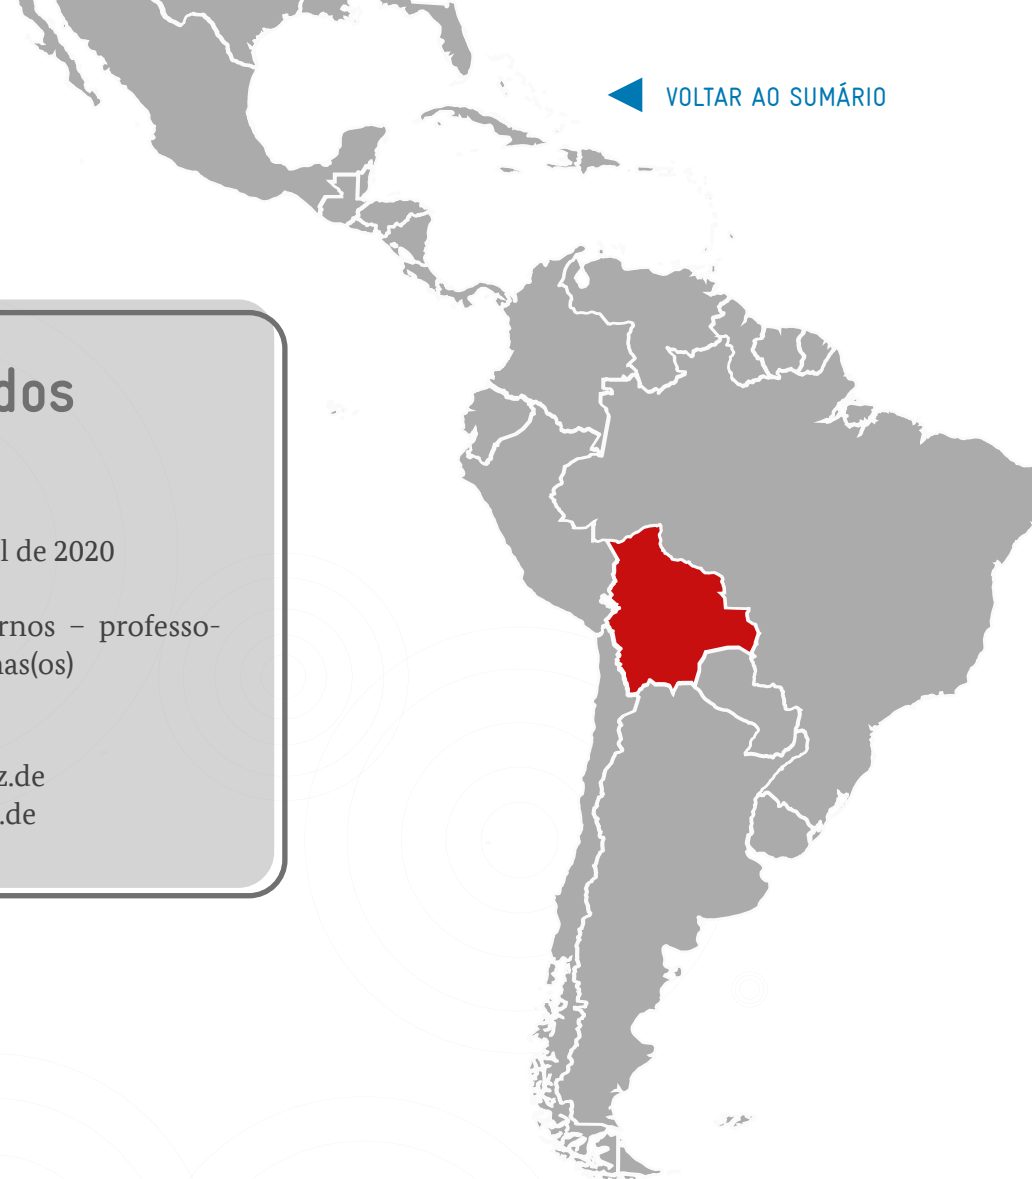 VOLTAR AO SUMÁRIO
dos
l de 2020
rnos – professo-
nas(os)
z.de
.de